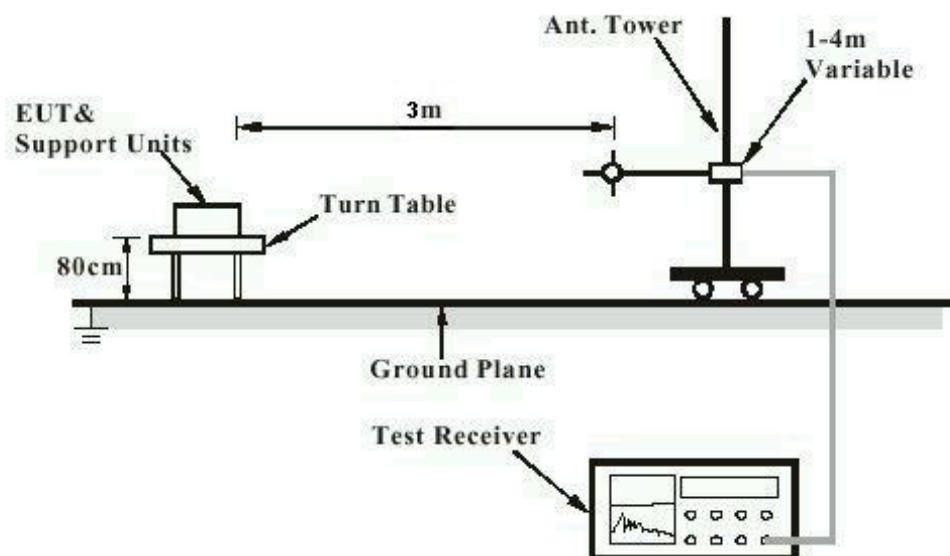 Ant. Tower
1-4m
Variable
EUT&
Support Units
3m
Turn Table
80cm
Ground Plane
Test Receiver